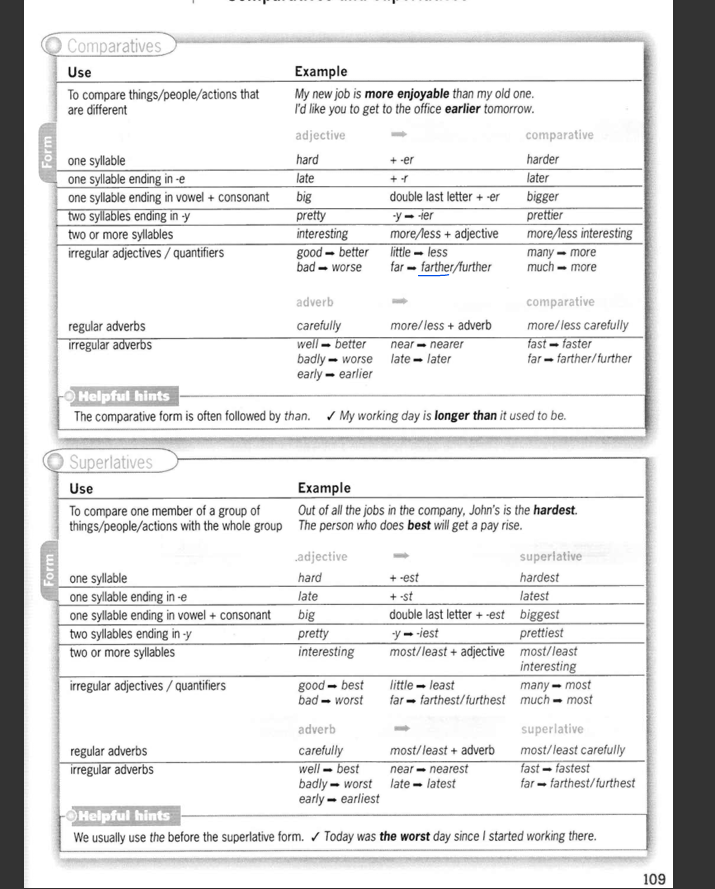 Comparatives and superlatives
Comparatives
Use Example
To compare things/people/actions that My new job is more enjoyable than my old one.
are different I'd like you to get to the office earlier tomorrow.
Form
adjective ➡ comparative
one syllable hard + -er harder
one syllable ending in -e late + -r later
one syllable ending in vowel + consonant big double last letter + -er bigger
two syllables ending in -y pretty -y ➡ -ier prettier
two or more syllables interesting more/less + adjective more/less interesting
irregular adjectives / quantifiers good ➡ better little ➡ less many ➡ more
bad ➡ worse far ➡ farther/further much ➡ more
adverb ➡ comparative
regular adverbs carefully more/less + adverb more/less carefully
irregular adverbs well ➡ better near ➡ nearer fast ➡ faster
badly ➡ worse late ➡ later far ➡ farther/further
early ➡ earlier
Helpful hints
The comparative form is often followed by than. ✓ My working day is longer than it used to be.
Superlatives
Use Example
To compare one member of a group of Out of all the jobs in the company, John's is the hardest.
things/people/actions with the whole group The person who does best will get a pay rise.
Form
.adjective ➡ superlative
one syllable hard + -est hardest
one syllable ending in -e late + -st latest
one syllable ending in vowel + consonant big double last letter + -est biggest
two syllables ending in -y pretty -y ➡ -iest prettiest
two or more syllables interesting most/least + adjective most/least
interesting
irregular adjectives / quantifiers good ➡ best little ➡ least many ➡ most
bad ➡ worst far ➡ farthest/furthest much ➡ most
adverb ➡ superlative
regular adverbs carefully most/least + adverb most/least carefully
irregular adverbs well ➡ best near ➡ nearest fast ➡ fastest
badly ➡ worst late ➡ latest far ➡ farthest/furthest
early ➡ earliest
Helpful hints
We usually use the before the superlative form. ✓ Today was the worst day since I started working there.
109